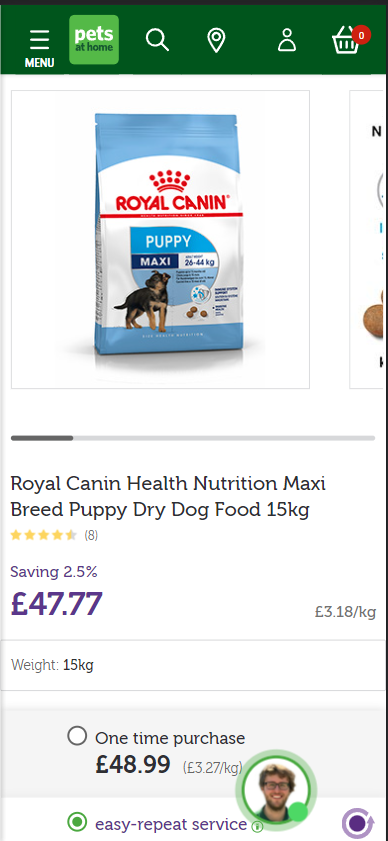 MENU
pets
at home
0
ROYAL CANIN
PUPPY
MAXI
26-44 kg
N
Royal Canin Health Nutrition Maxi
Breed Puppy Dry Dog Food 15kg
(8)
Saving 2.5%
£47.77
£3.18/kg
Weight: 15kg
One time purchase
£48.99 (£3.27/kg)
easy-repeat service